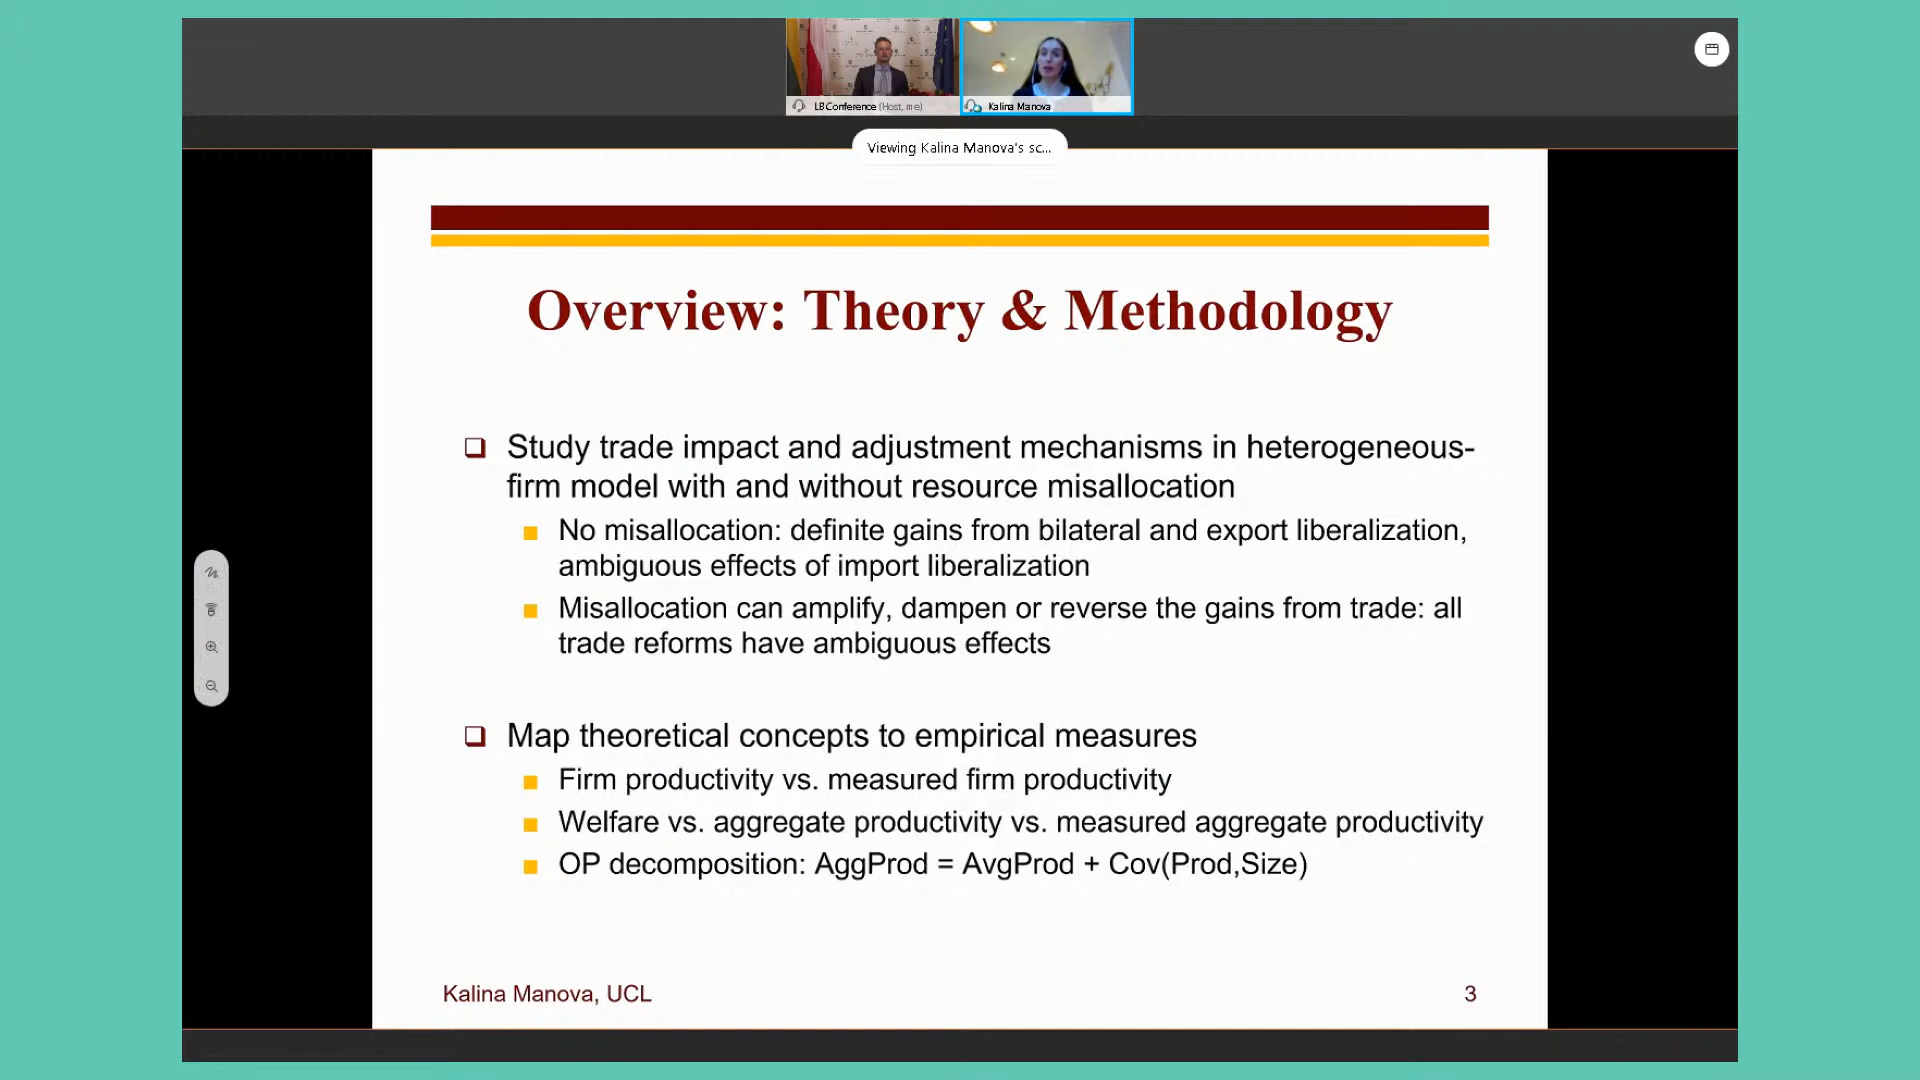 LBConference (Host, me)
Kalina Manova
Viewing Kalina Manova's sc...
Overview: Theory & Methodology
Study trade impact and adjustment mechanisms in heterogeneous-
firm model with and without resource misallocation
No misallocation: definite gains from bilateral and export liberalization,
ambiguous effects of import liberalization
Misallocation can amplify, dampen or reverse the gains from trade: all
trade reforms have ambiguous effects
Map theoretical concepts to empirical measures
Firm productivity vs. measured firm productivity
Welfare vs. aggregate productivity vs. measured aggregate productivity
OP decomposition: AggProd = AvgProd + Cov(Prod,Size)
Kalina Manova, UCL
3